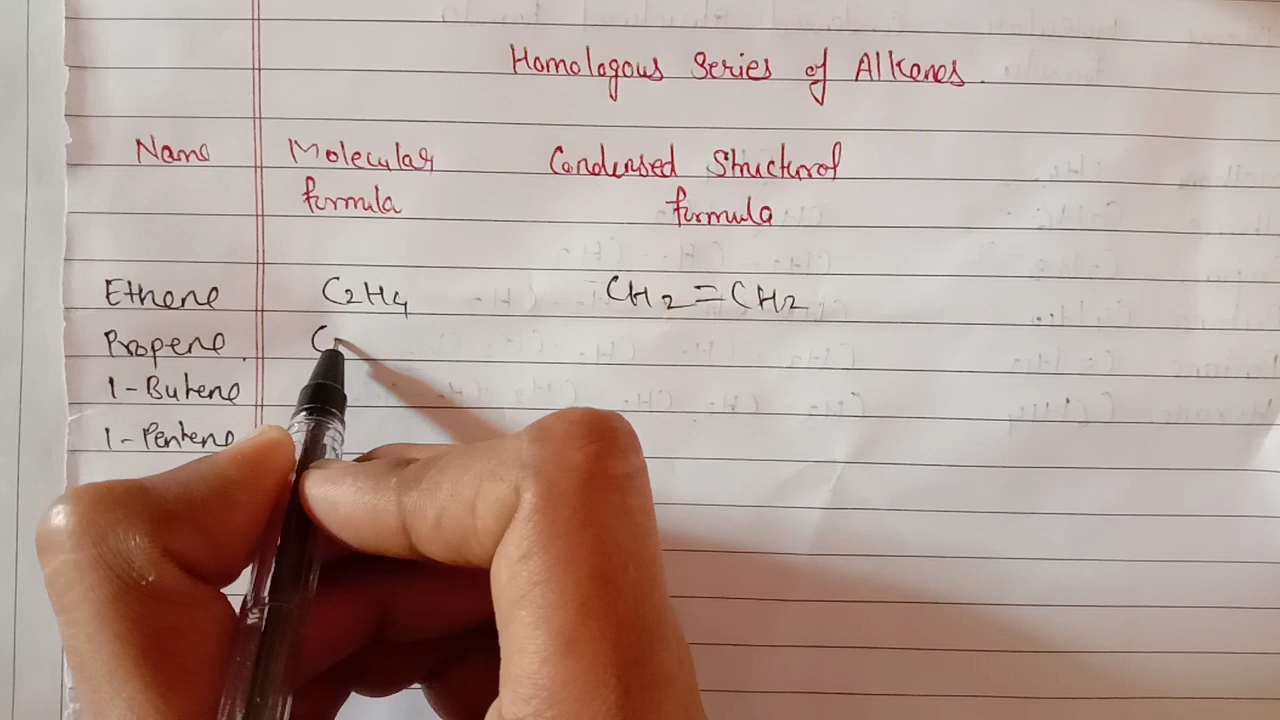 Homologous Series of Alkenes
Name Molecular formula Condensed Structural formula
Ethene C2H4 CH2=CH2
Propene C
1-Butene
1-Pentene